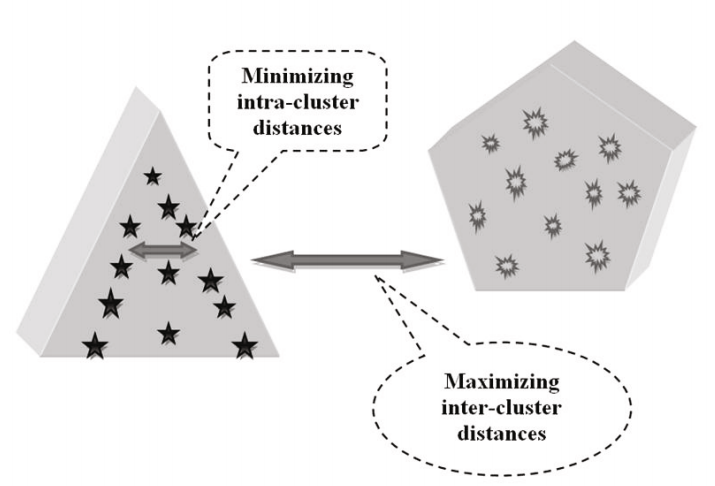 Minimizing
intra-cluster
distances
Maximizing
inter-cluster
distances